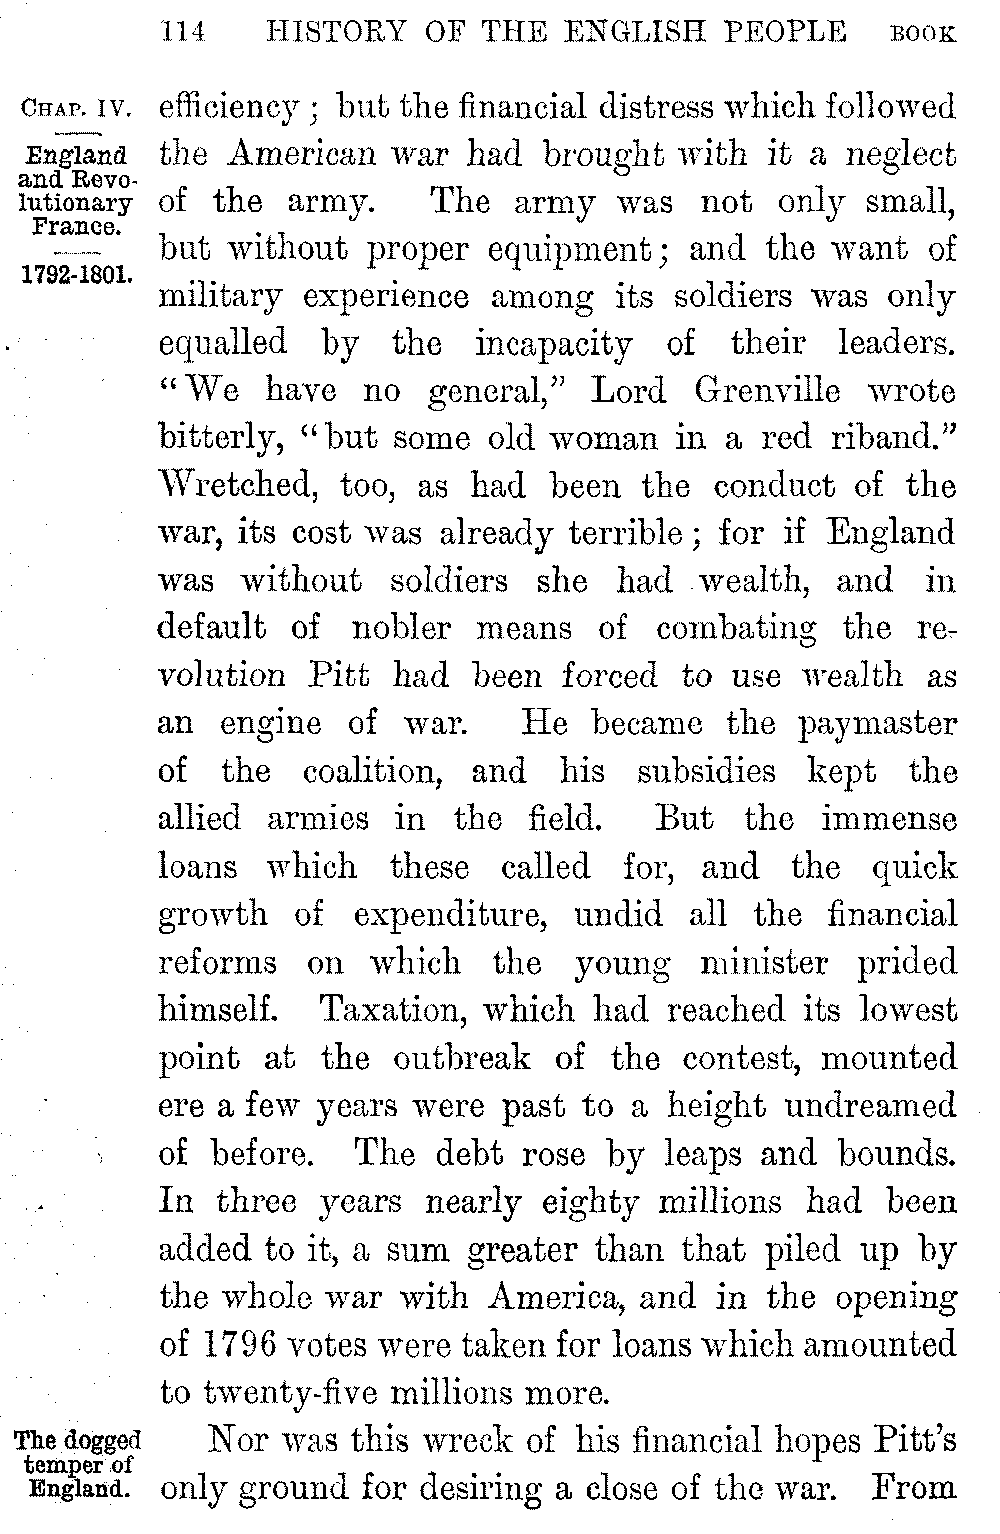 114 HISTORY OF THE ENGLISH PEOPLE BOOK
CHAP. IV.
England
and Revo-
lutionary
France.
1792-1801.
efficiency; but the financial distress which followed
the American war had brought with it a neglect
of the army. The army was not only small,
but without proper equipment; and the want of
military experience among its soldiers was only
equalled by the incapacity of their leaders.
“We have no general,” Lord Grenville wrote
bitterly, “but some old woman in a red riband.”
Wretched, too, as had been the conduct of the
war, its cost was already terrible; for if England
was without soldiers she had wealth, and in
default of nobler means of combating the re-
volution Pitt had been forced to use wealth as
an engine of war. He became the paymaster
of the coalition, and his subsidies kept the
allied armies in the field. But the immense
loans which these called for, and the quick
growth of expenditure, undid all the financial
reforms on which the young minister prided
himself. Taxation, which had reached its lowest
point at the outbreak of the contest, mounted
ere a few years were past to a height undreamed
of before. The debt rose by leaps and bounds.
In three years nearly eighty millions had been
added to it, a sum greater than that piled up by
the whole war with America, and in the opening
of 1796 votes were taken for loans which amounted
to twenty-five millions more.
The dogged
temper of
England.
Nor was this wreck of his financial hopes Pitt’s
only ground for desiring a close of the war. From